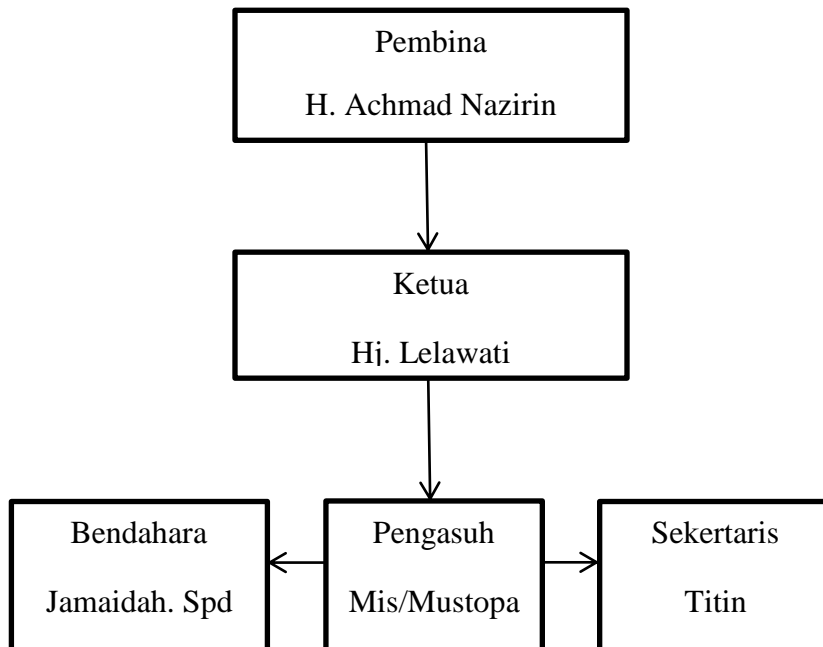 Pembina
H. Achmad Nazirin
Ketua
Hj. Lelawati
Bendahara
Jamaidah. Spd
Pengasuh
Mis/Mustopa
Sekertaris
Titin